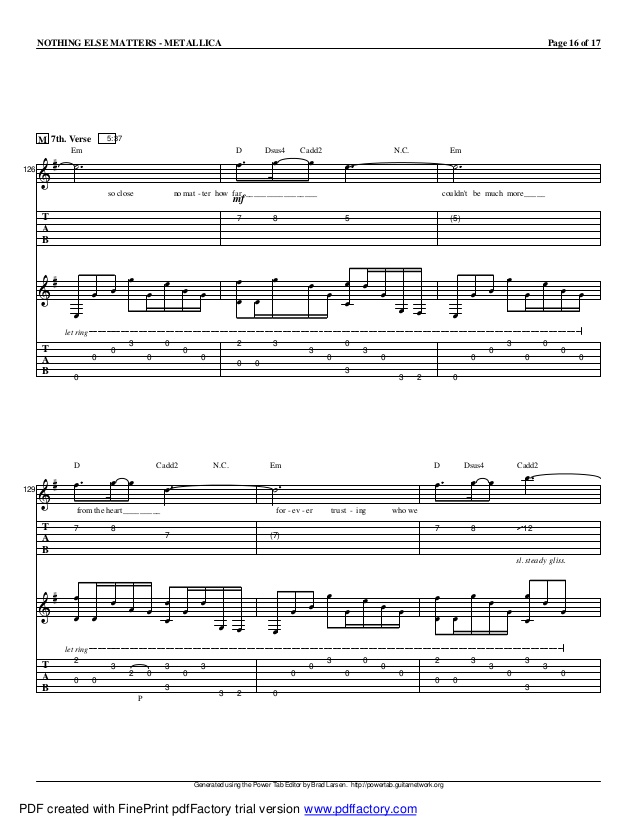 NOTHING ELSE MATTERS - METALLICA Page 16 of 17
M 7th. Verse 5:37
Em D Dsus4 Cadd2 N.C. Em
126
so close no mat - ter how far_______________ couldn't be much more_____
mf
T 7 8 5 (5)
A
B
let ring
T 0 3 0 0 2 3 3 0 3 0 0 3 0 0
A 0 0 0 0 0 0 0 0
B 0 3 3 2 0
D Cadd2 N.C. Em D Dsus4 Cadd2
129
from the heart_________ for - ev - er trust - ing who we
T 7 8 7 (7) 7 8 12
A
B
sl. steady gliss.
let ring
T 2 3 3 0 3 0 3 0 0 2 3 3 0 3
A 0 0 2 0 0 0 0 0 0 0 0
B 3 3 2 0 3
P
Generated using the Power Tab Editor by Brad Larsen. http://powertab.guitarnetwork.org
PDF created with FinePrint pdfFactory trial version www.pdffactory.com